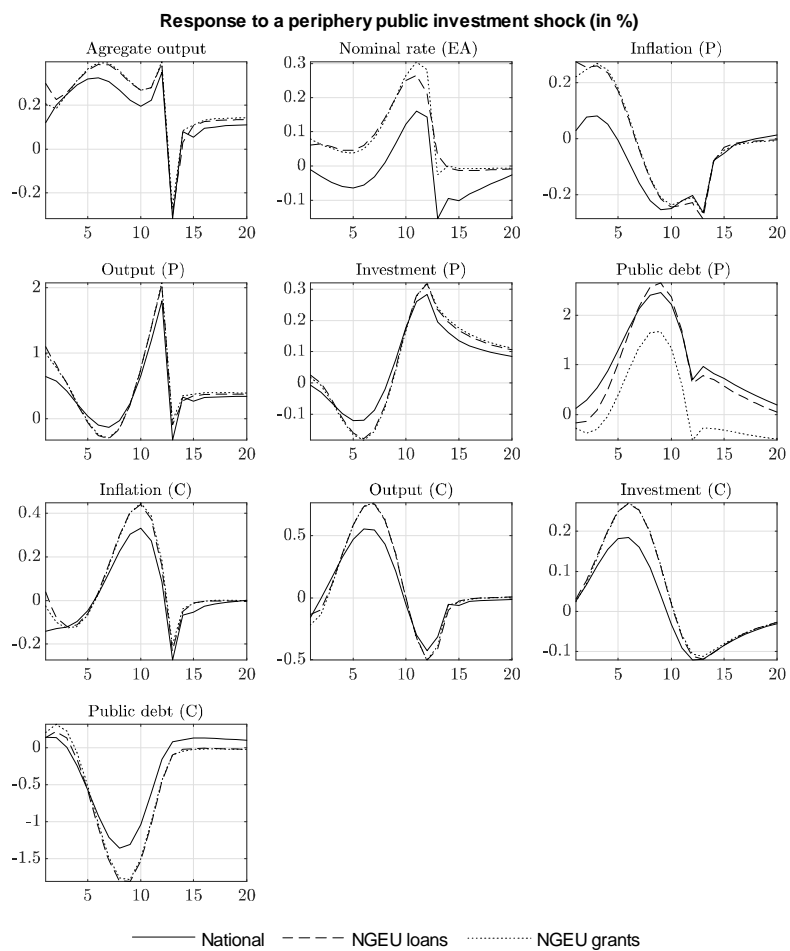 Response to a periphery public investment shock (in %)
Agregate output
Nominal rate (EA)
Inflation (P)
0.2
0
-0.2
5 10 15 20
0.3
0.2
0.1
0
-0.1
5 10 15 20
0.2
0
-0.2
5 10 15 20
Output (P)
Investment (P)
Public debt (P)
2
1
0
5 10 15 20
0.3
0.2
0.1
0
-0.1
5 10 15 20
2
1
0
5 10 15 20
Inflation (C)
Output (C)
Investment (C)
0.4
0.2
0
-0.2
5 10 15 20
0.5
0
-0.5
5 10 15 20
0.2
0.1
0
-0.1
5 10 15 20
Public debt (C)
0
-0.5
-1
-1.5
5 10 15 20
National
NGEU loans
NGEU grants